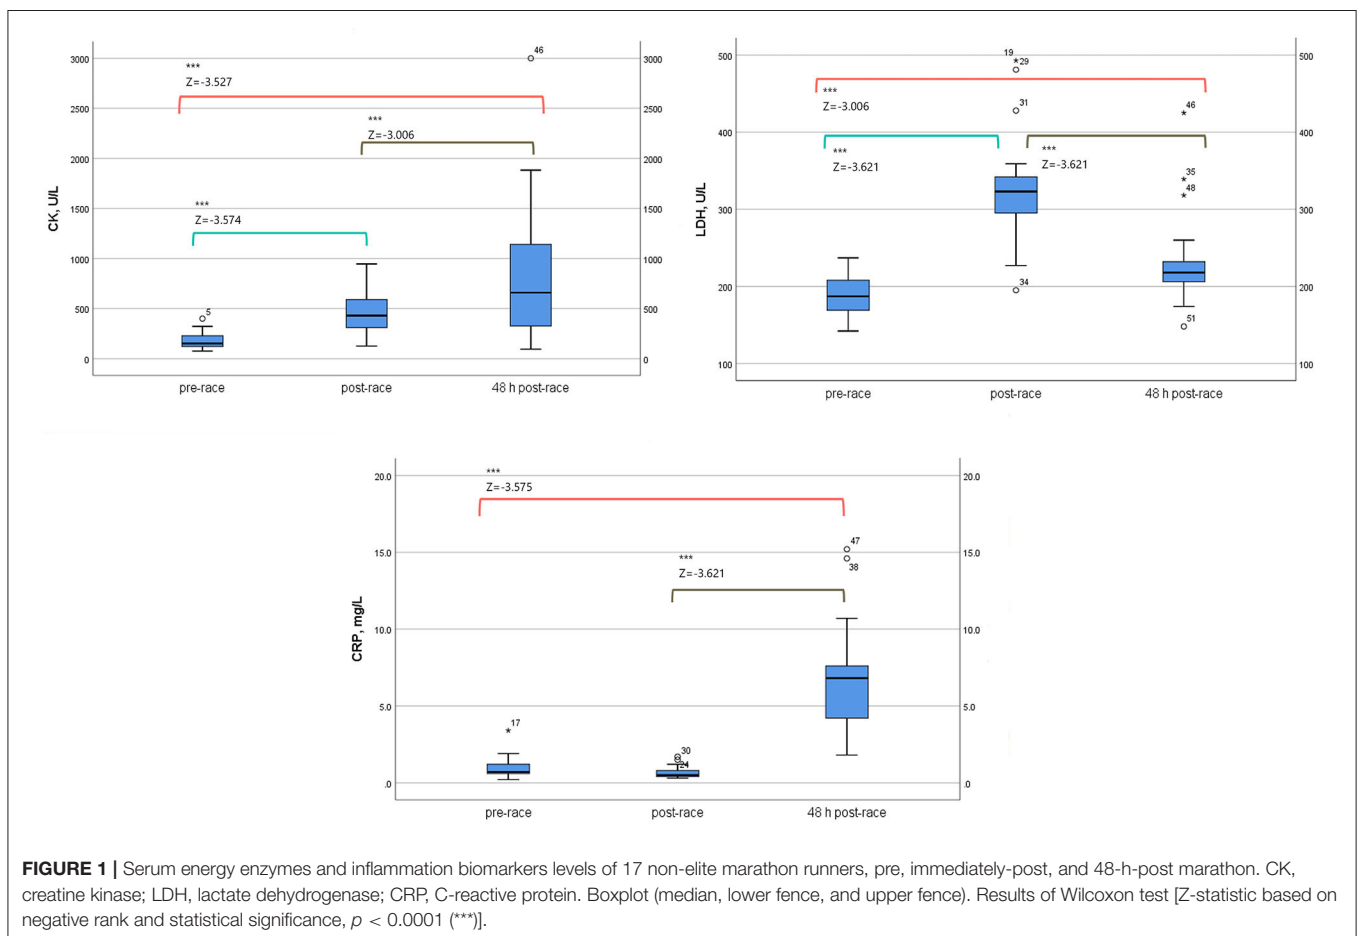 3000
2500
2000
1500
1000
500
0
CK, U/L
***
Z=-3.527
***
Z=-3.006
***
Z=-3.574
46
5
3000
2500
2000
1500
1000
500
0
pre-race
post-race
48 h post-race
500
400
300
200
100
LDH, U/L
19
29
***
Z=-3.006
31
46
***
Z=-3.621
***
Z=-3.621
35
48
34
51
500
400
300
200
100
pre-race
post-race
48 h post-race
20.0
15.0
10.0
5.0
.0
CRP, mg/L
***
Z=-3.575
***
Z=-3.621
47
38
17
30
24
20.0
15.0
10.0
5.0
.0
pre-race
post-race
48 h post-race
FIGURE 1 | Serum energy enzymes and inflammation biomarkers levels of 17 non-elite marathon runners, pre, immediately-post, and 48-h-post marathon. CK,
creatine kinase; LDH, lactate dehydrogenase; CRP, C-reactive protein. Boxplot (median, lower fence, and upper fence). Results of Wilcoxon test [Z-statistic based on
negative rank and statistical significance, p < 0.0001 (***)].